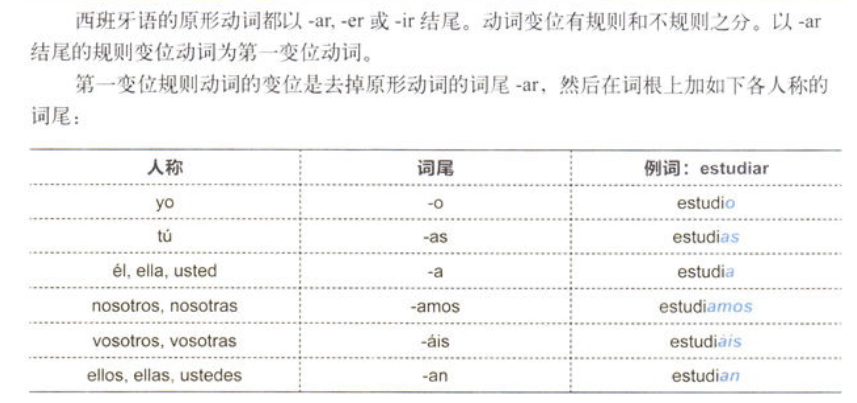 西班牙语的原形动词都以 -ar, -er 或 -ir 结尾。动词变位有规则和不规则之分。以 -ar
结尾的规则变位动词为第一变位动词。
第一变位规则动词的变位是去掉原形动词的词尾 -ar，然后在词根上加如下各人称的
词尾：
人称 词尾 例词：estudiar
yo -o estudio
tú -as estudias
él, ella, usted -a estudia
nosotros, nosotras -amos estudiamos
vosotros, vosotras -áis estudiáis
ellos, ellas, ustedes -an estudian